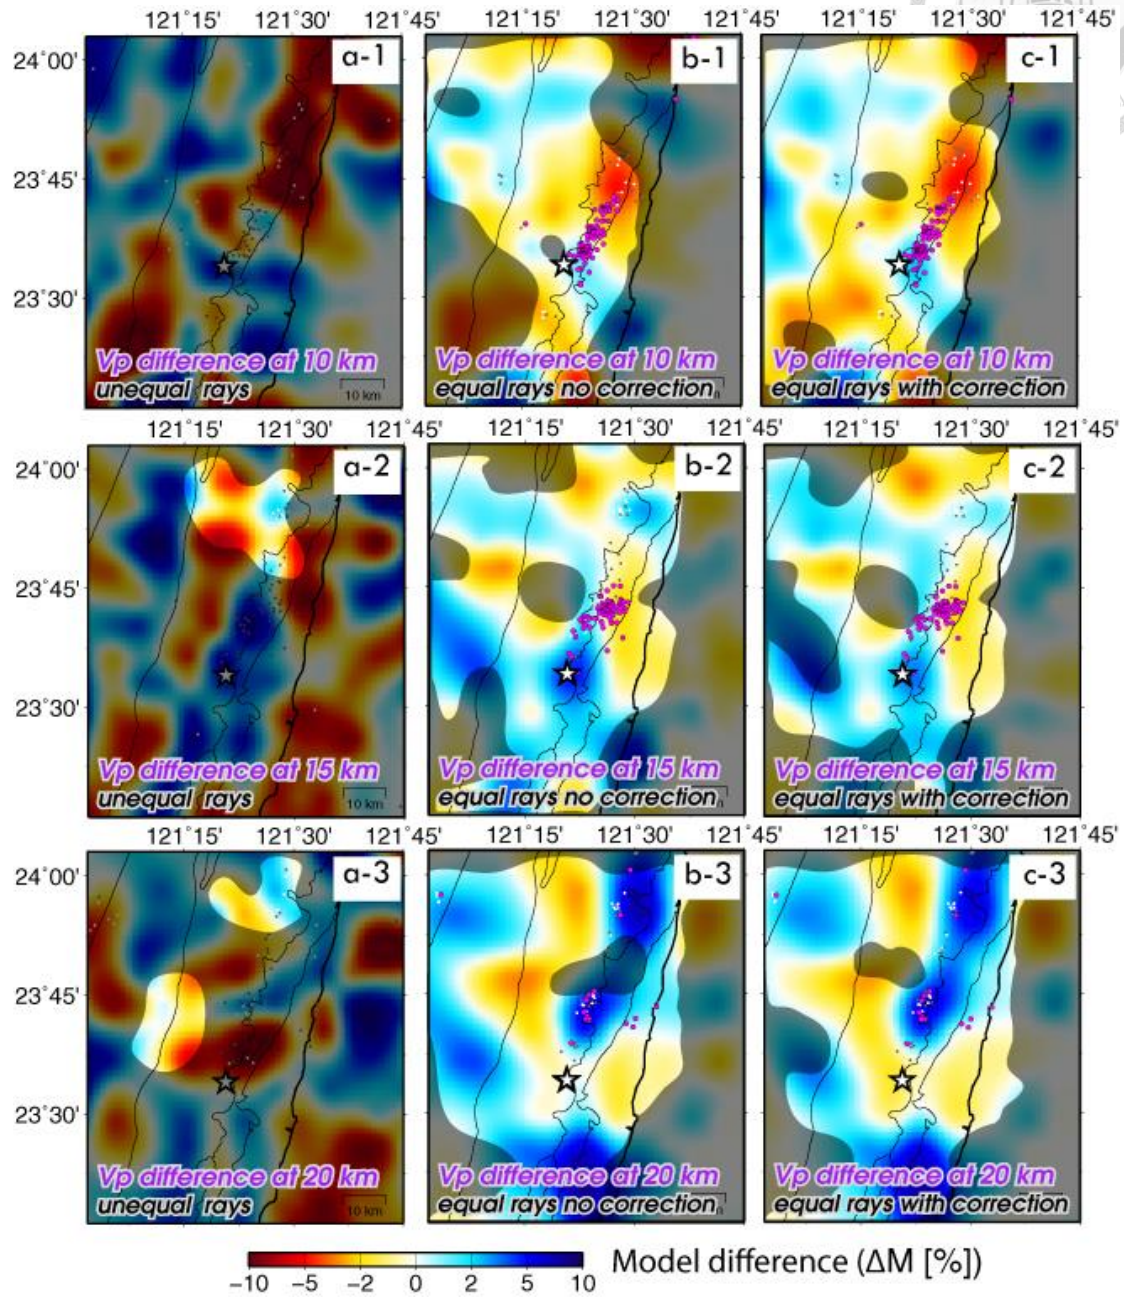 121˚15' 121˚30' 121˚15' 121˚30' 121˚15' 121˚30' 121˚45'
24˚00' a-1 b-1 c-1
23˚45'
23˚30'
Vp difference at 10 km Vp difference at 10 km Vp difference at 10 km
unequal rays 10 km equal rays no correction equal rays with correction
121˚15' 121˚30' 121˚45' 121˚15' 121˚30' 121˚45' 121˚15' 121˚30' 121˚45'
24˚00' a-2 b-2 c-2
23˚45'
23˚30'
Vp difference at 15 km Vp difference at 15 km Vp difference at 15 km
unequal rays 10 km equal rays no correction equal rays with correction
121˚15' 121˚30' 121˚45' 121˚15' 121˚30' 121˚45' 121˚15' 121˚30' 121˚45'
24˚00' a-3 b-3 c-3
23˚45'
23˚30'
Vp difference at 20 km Vp difference at 20 km Vp difference at 20 km
unequal rays 10 km equal rays no correction equal rays with correction
Model difference (ΔM [%])
−10 −5 −2 0 2 5 10